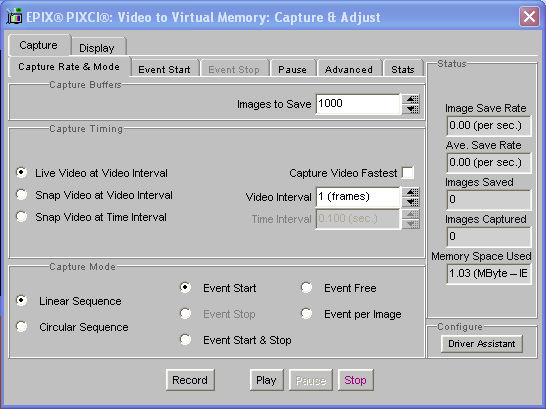 EPIX® PIXCI®: Video to Virtual Memory: Capture & Adjust
Capture Display
Capture Rate & Mode Event Start Event Stop Pause Advanced Stats
Capture Buffers
Images to Save 1000
Capture Timing
Live Video at Video Interval Capture Video Fastest
Snap Video at Video Interval Video Interval 1 (frames)
Snap Video at Time Interval Time Interval 0.100 (sec.)
Capture Mode
Linear Sequence
Circular Sequence
Event Start Event Free
Event Stop Event per Image
Event Start & Stop
Status
Image Save Rate
0.00 (per sec.)
Ave. Save Rate
0.00 (per sec.)
Images Saved
0
Images Captured
0
Memory Space Used
1.03 (MByte – IE
Configure
Driver Assistant
Record Play Pause Stop